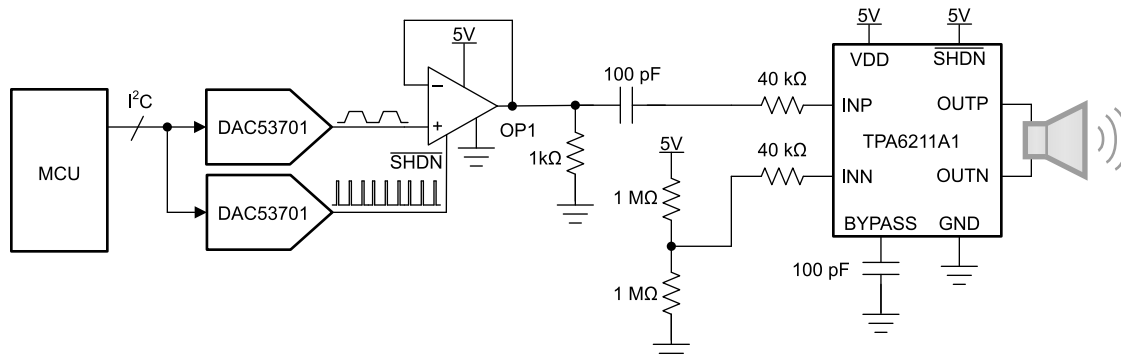 MCU
I²C
DAC53701
DAC53701
5V
OP1
SHDN
1kΩ
100 pF
40 kΩ
40 kΩ
5V
1 MΩ
1 MΩ
5V
5V
VDD
SHDN
INP
OUTP
TPA6211A1
INN
OUTN
BYPASS
GND
100 pF